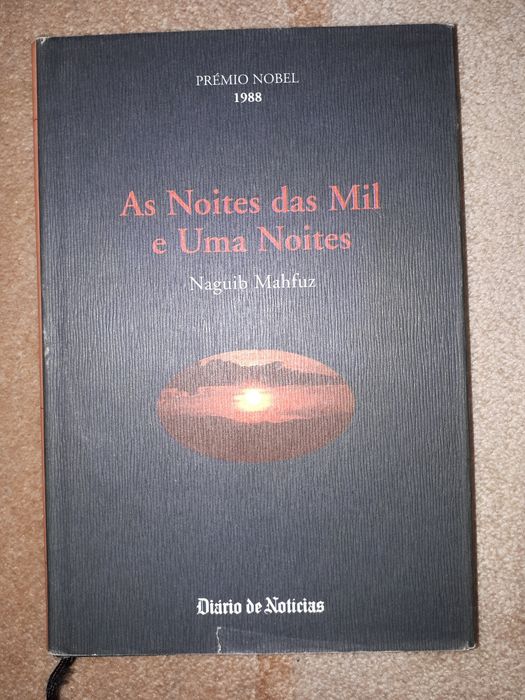 PRÉMIO NOBEL
1988
As Noites das Mil
e Uma Noites
Naguib Mahfuz
Diário de Notícias